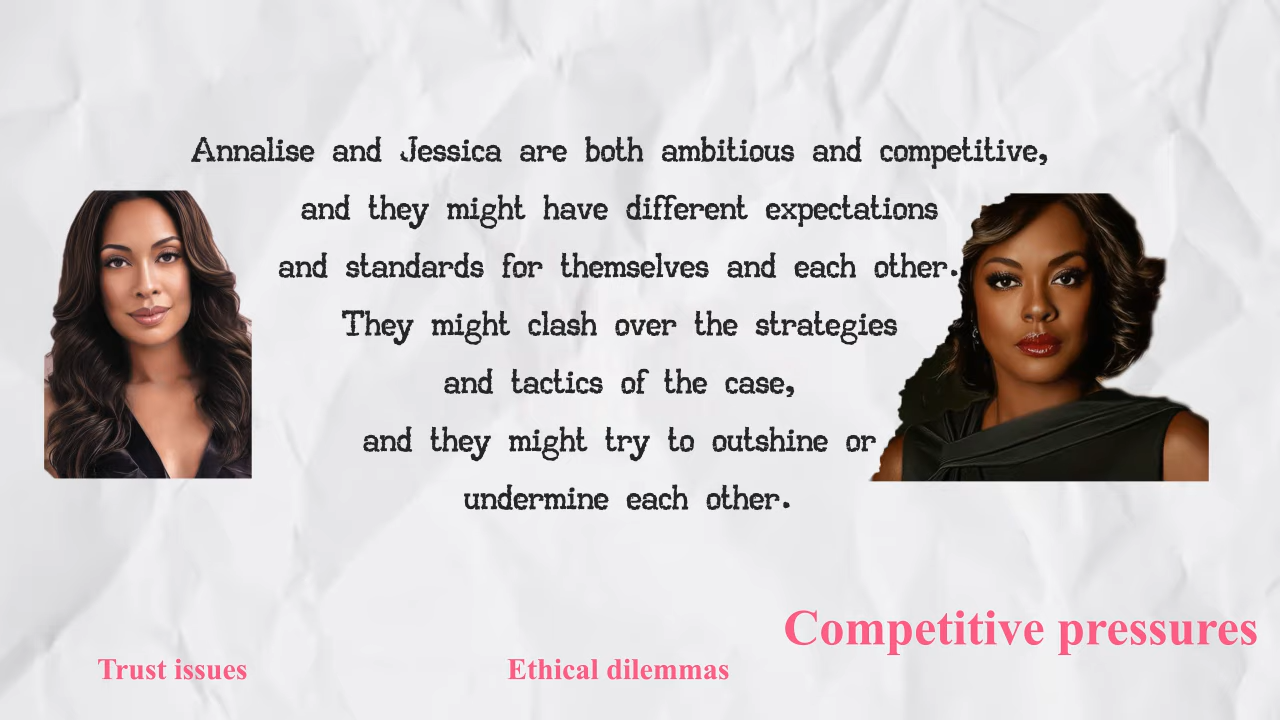 Annalise and Jessica are both ambitious and competitive,
and they might have different expectations
and standards for themselves and each other.
They might clash over the strategies
and tactics of the case,
and they might try to outshine or
undermine each other.
Competitive pressures
Trust issues
Ethical dilemmas